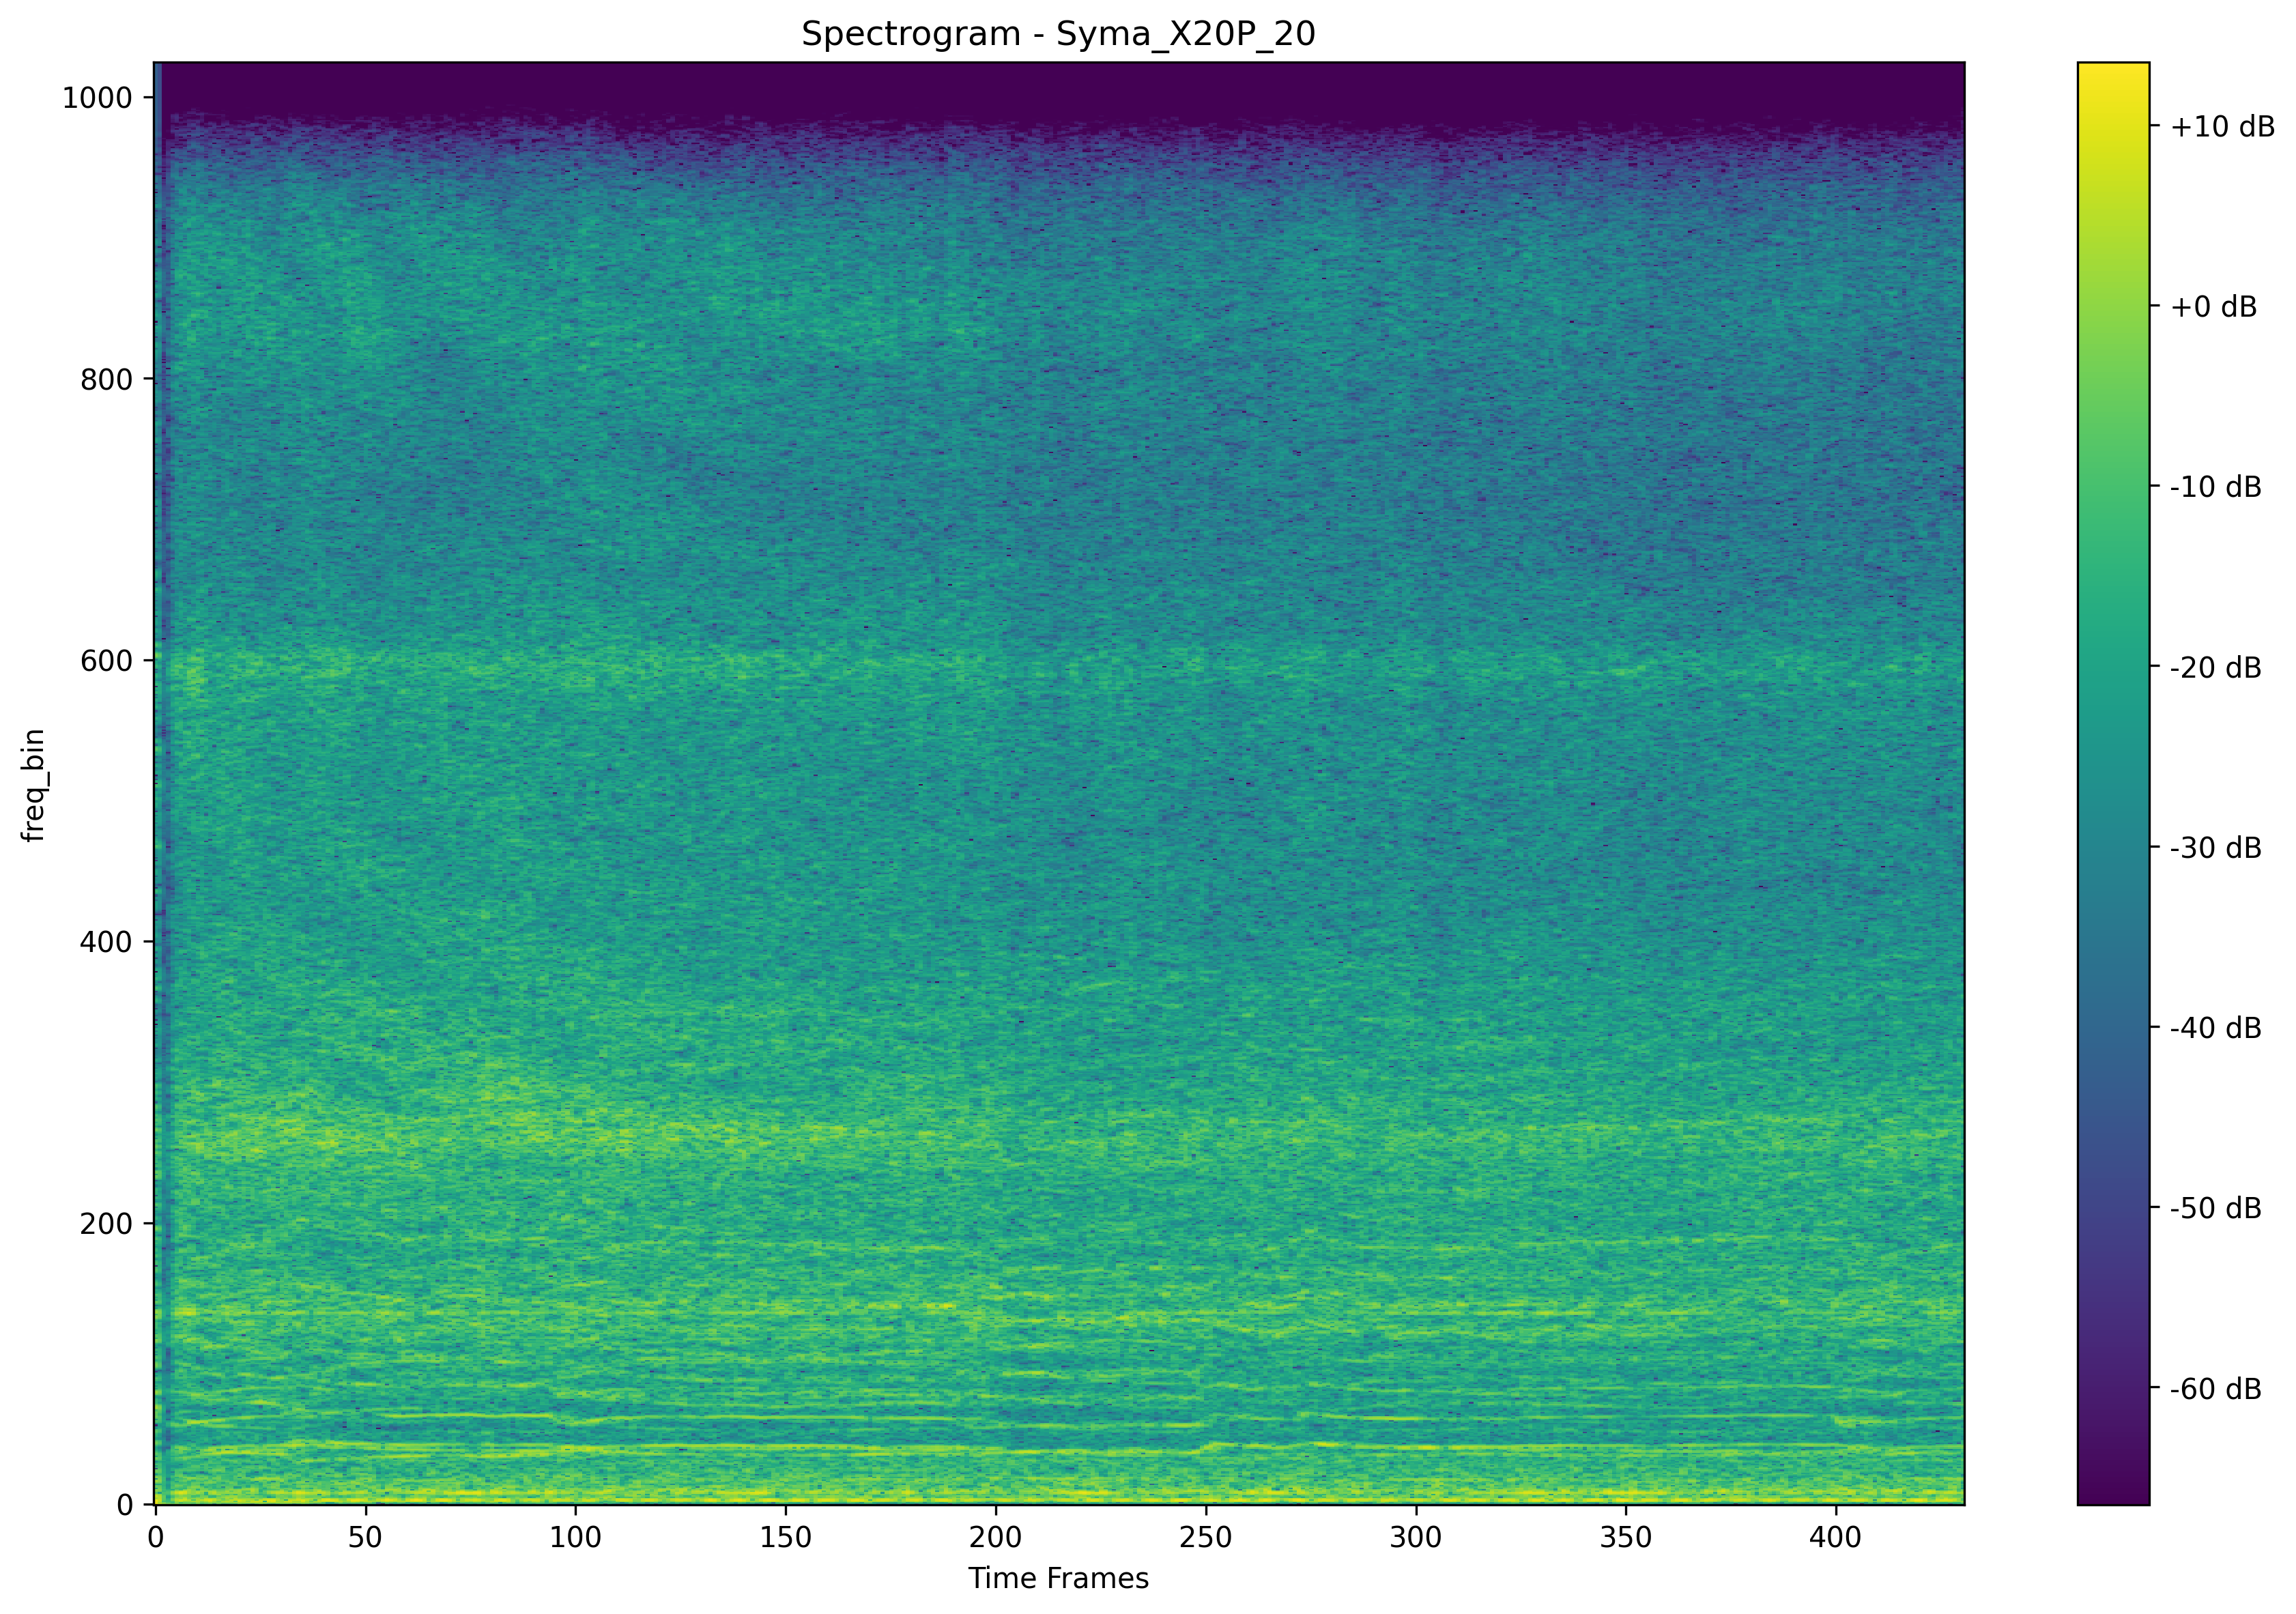 Spectrogram - Syma_X20P_20
1000
800
600
400
200
0
freq_bin
0 50 100 150 200 250 300 350 400
Time Frames
+10 dB
+0 dB
-10 dB
-20 dB
-30 dB
-40 dB
-50 dB
-60 dB